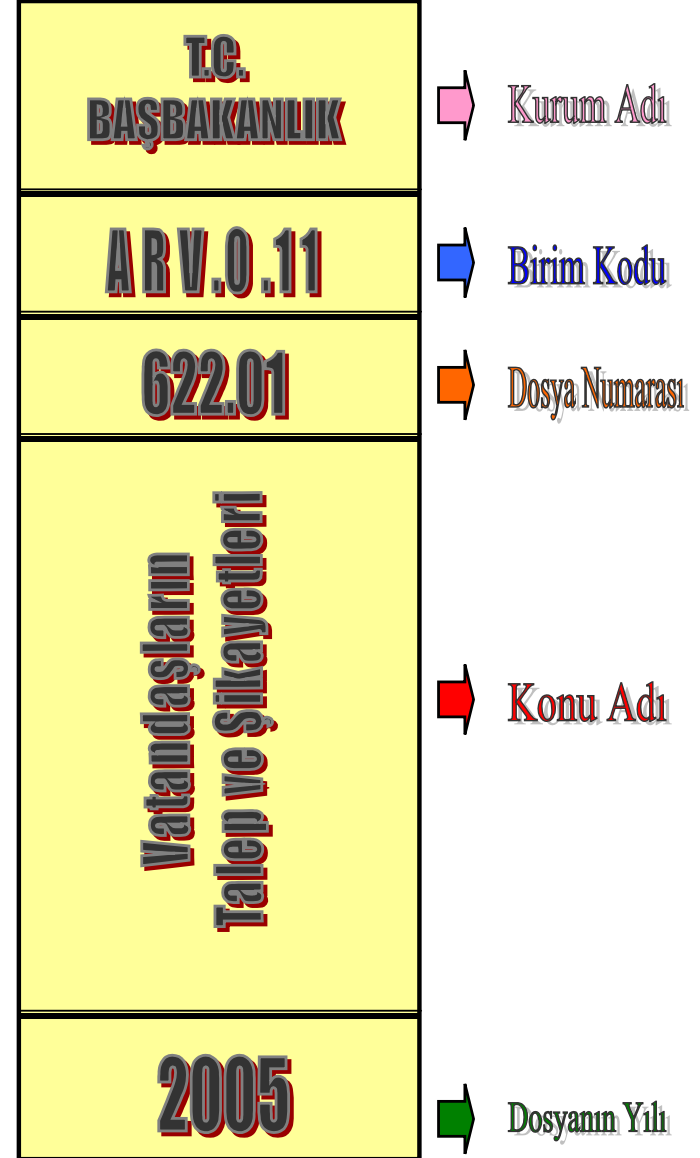 T.C.
BAŞBAKANLIK
Kurum Adı
ARV.0.11
Birim Kodu
622.01
Dosya Numarası
Vatandaşların
Talep ve Şikayetleri
Konu Adı
2005
Dosyanın Yılı